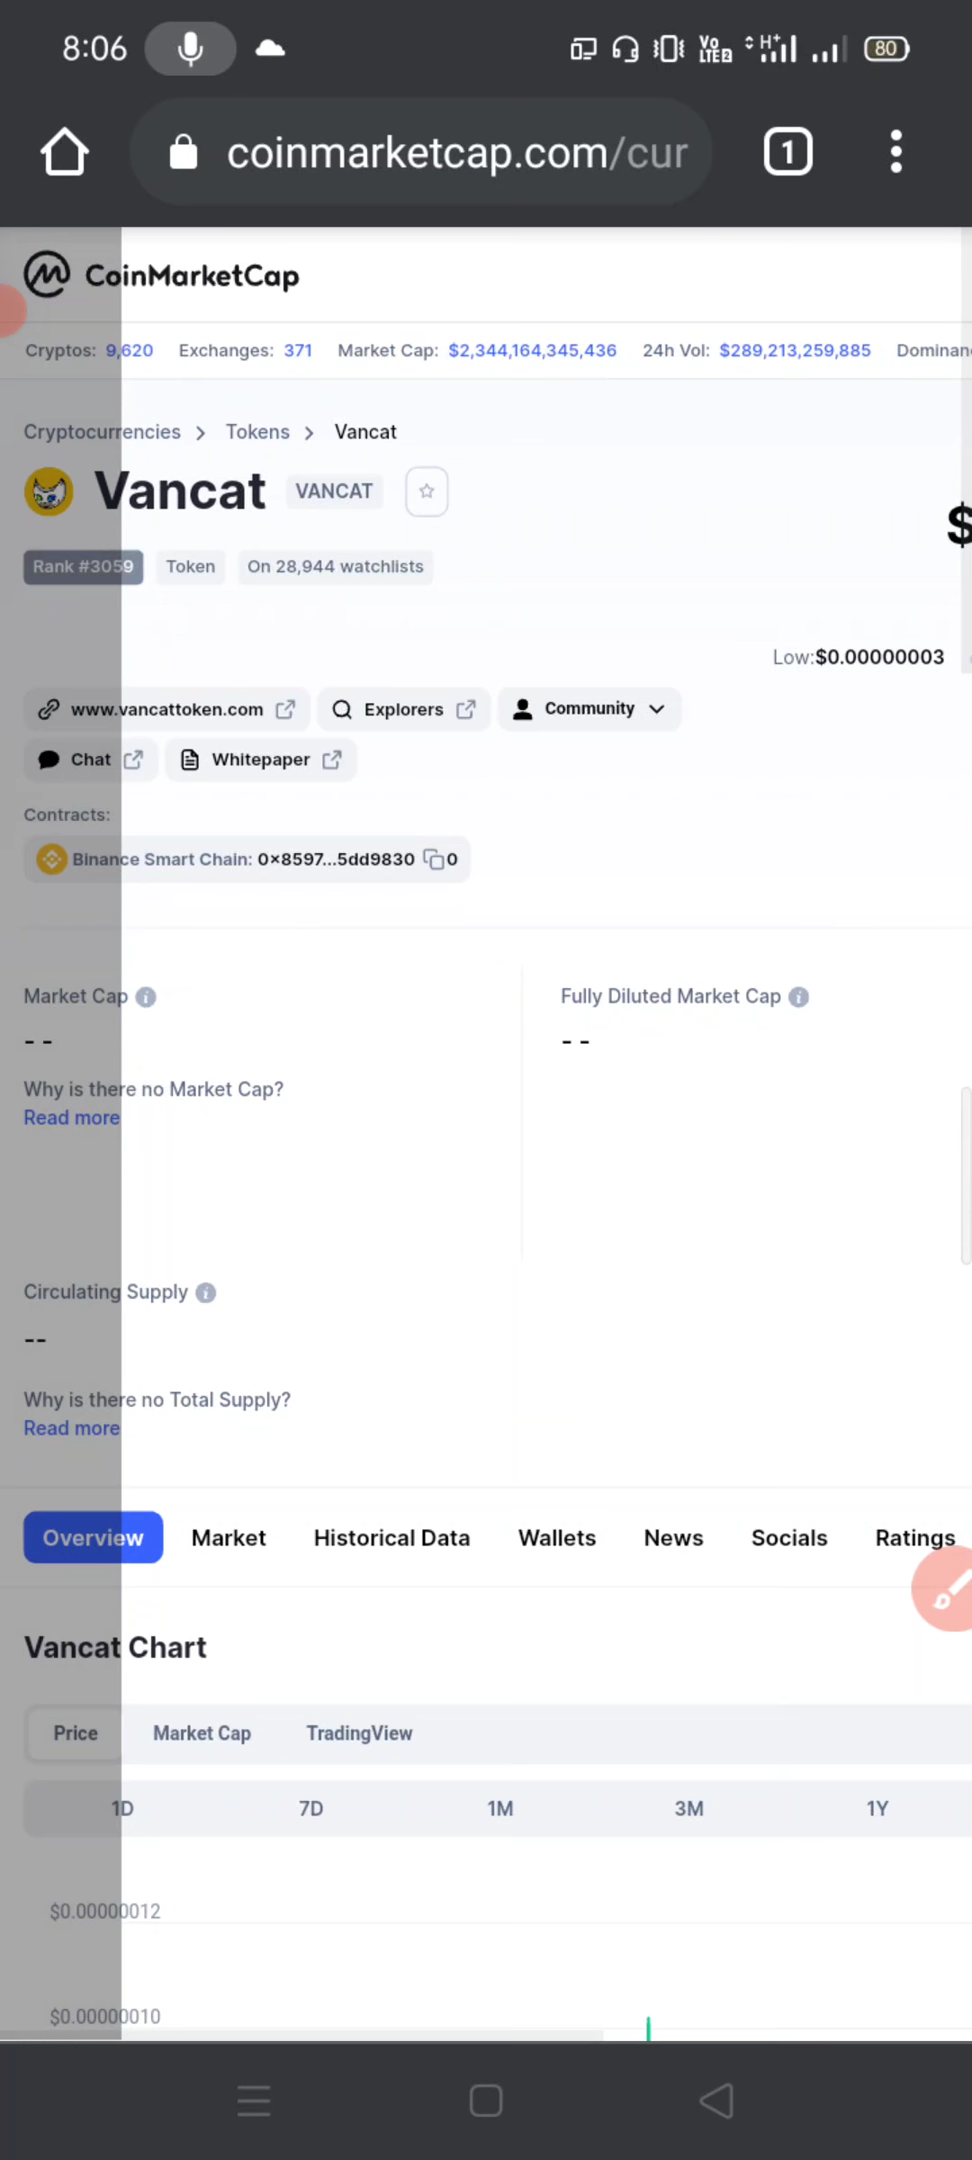 8:06 VoLTE2 H+ 80
coinmarketcap.com/cur 1
CoinMarketCap
Cryptos: 9,620 Exchanges: 371 Market Cap: $2,344,164,345,436 24h Vol: $289,213,259,885 Dominan
Cryptocurrencies > Tokens > Vancat
Vancat VANCAT
$
Rank #3059 Token On 28,944 watchlists
Low:$0.00000003
www.vancattoken.com Explorers Community
Chat Whitepaper
Contracts:
Binance Smart Chain: 0×8597...5dd9830 0
Market Cap Fully Diluted Market Cap
- - - -
Why is there no Market Cap?
Read more
Circulating Supply
--
Why is there no Total Supply?
Read more
Overview Market Historical Data Wallets News Socials Ratings
Vancat Chart
Price Market Cap TradingView
1D 7D 1M 3M 1Y
$0.00000012
$0.00000010